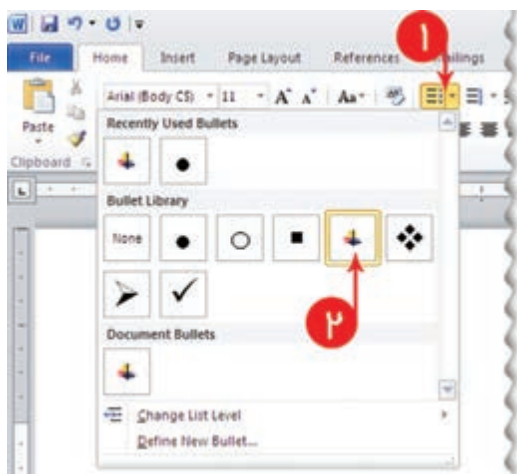 W
File Home Insert Page Layout References ailings
۱
Arial (Body CS) 11 A A Aa
Paste
Clipboard
Recently Used Bullets
Bullet Library
None
۲
Document Bullets
Change List Level
Define New Bullet...